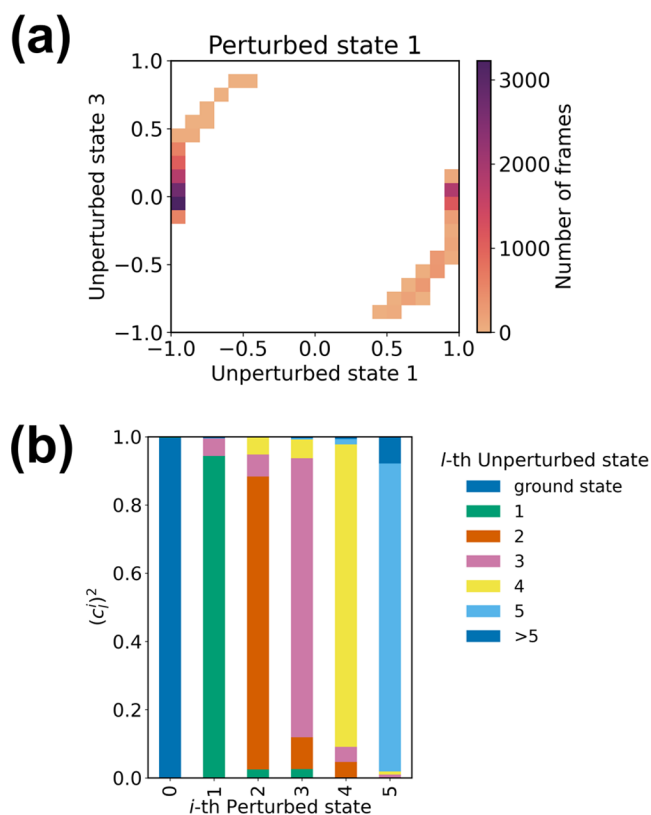 (a)
Perturbed state 1
Unperturbed state 3
1.0
0.5
0.0
−0.5
−1.0
−1.0 −0.5 0.0 0.5 1.0
Unperturbed state 1
3000
2000
1000
0
Number of frames
(b)
1.0
0.8
0.6
0.4
0.2
0.0
(cₗⁱ)²
0 1 2 3 4 5
i-th Perturbed state
l-th Unperturbed state
ground state
1
2
3
4
5
>5